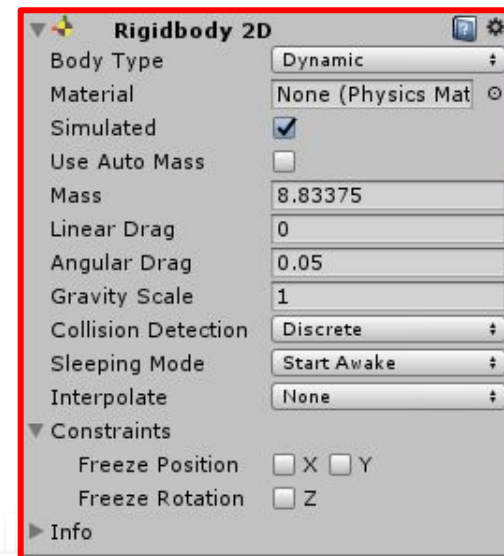 Rigidbody 2D
Body Type Dynamic
Material None (Physics Mat
Simulated
Use Auto Mass
Mass 8.83375
Linear Drag 0
Angular Drag 0.05
Gravity Scale 1
Collision Detection Discrete
Sleeping Mode Start Awake
Interpolate None
Constraints
Freeze Position X Y
Freeze Rotation Z
Info